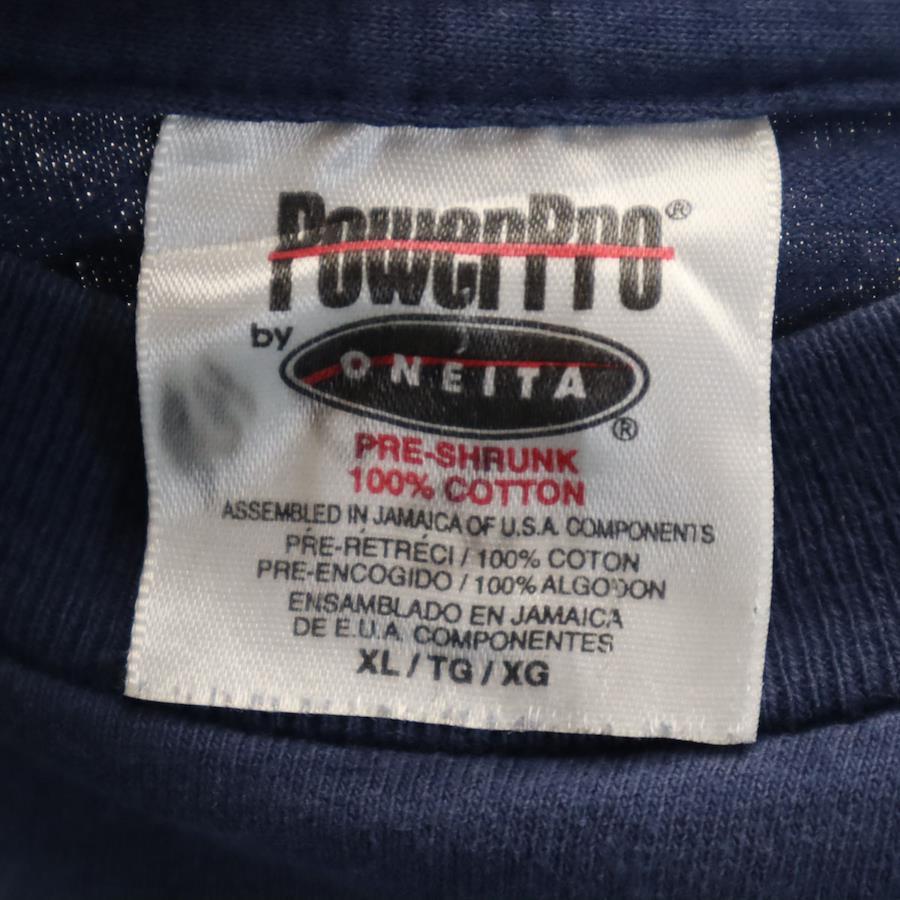 PowerPro®
by ONEITA®
PRE-SHRUNK
100% COTTON
ASSEMBLED IN JAMAICA OF U.S.A. COMPONENTS
PRE-RÉTRÉCI / 100% COTON
PRE-ENCOGIDO / 100% ALGODON
ENSAMBLADO EN JAMAICA
DE E.U.A. COMPONENTES
XL / TG / XG